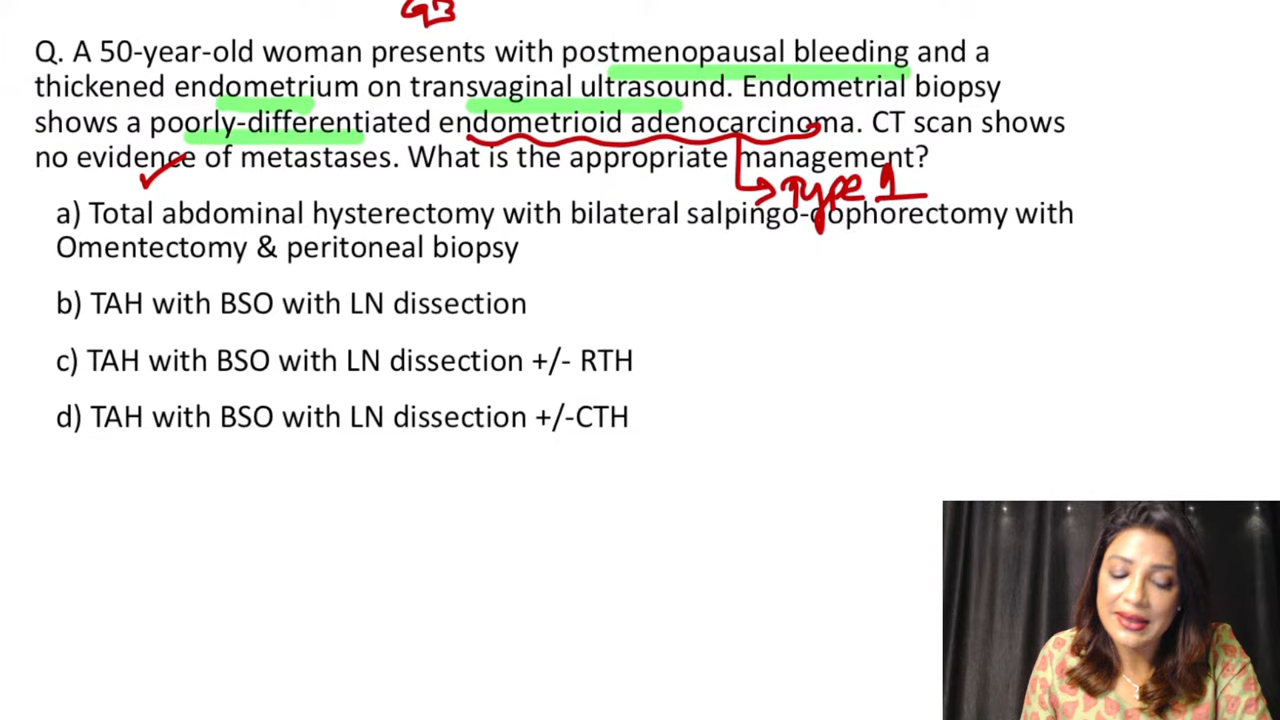 G3
Q. A 50-year-old woman presents with postmenopausal bleeding and a
thickened endometrium on transvaginal ultrasound. Endometrial biopsy
shows a poorly-differentiated endometrioid adenocarcinoma. CT scan shows
no evidence of metastases. What is the appropriate management?
Type 1
a) Total abdominal hysterectomy with bilateral salpingo-oophorectomy with
Omentectomy & peritoneal biopsy
b) TAH with BSO with LN dissection
c) TAH with BSO with LN dissection +/- RTH
d) TAH with BSO with LN dissection +/-CTH